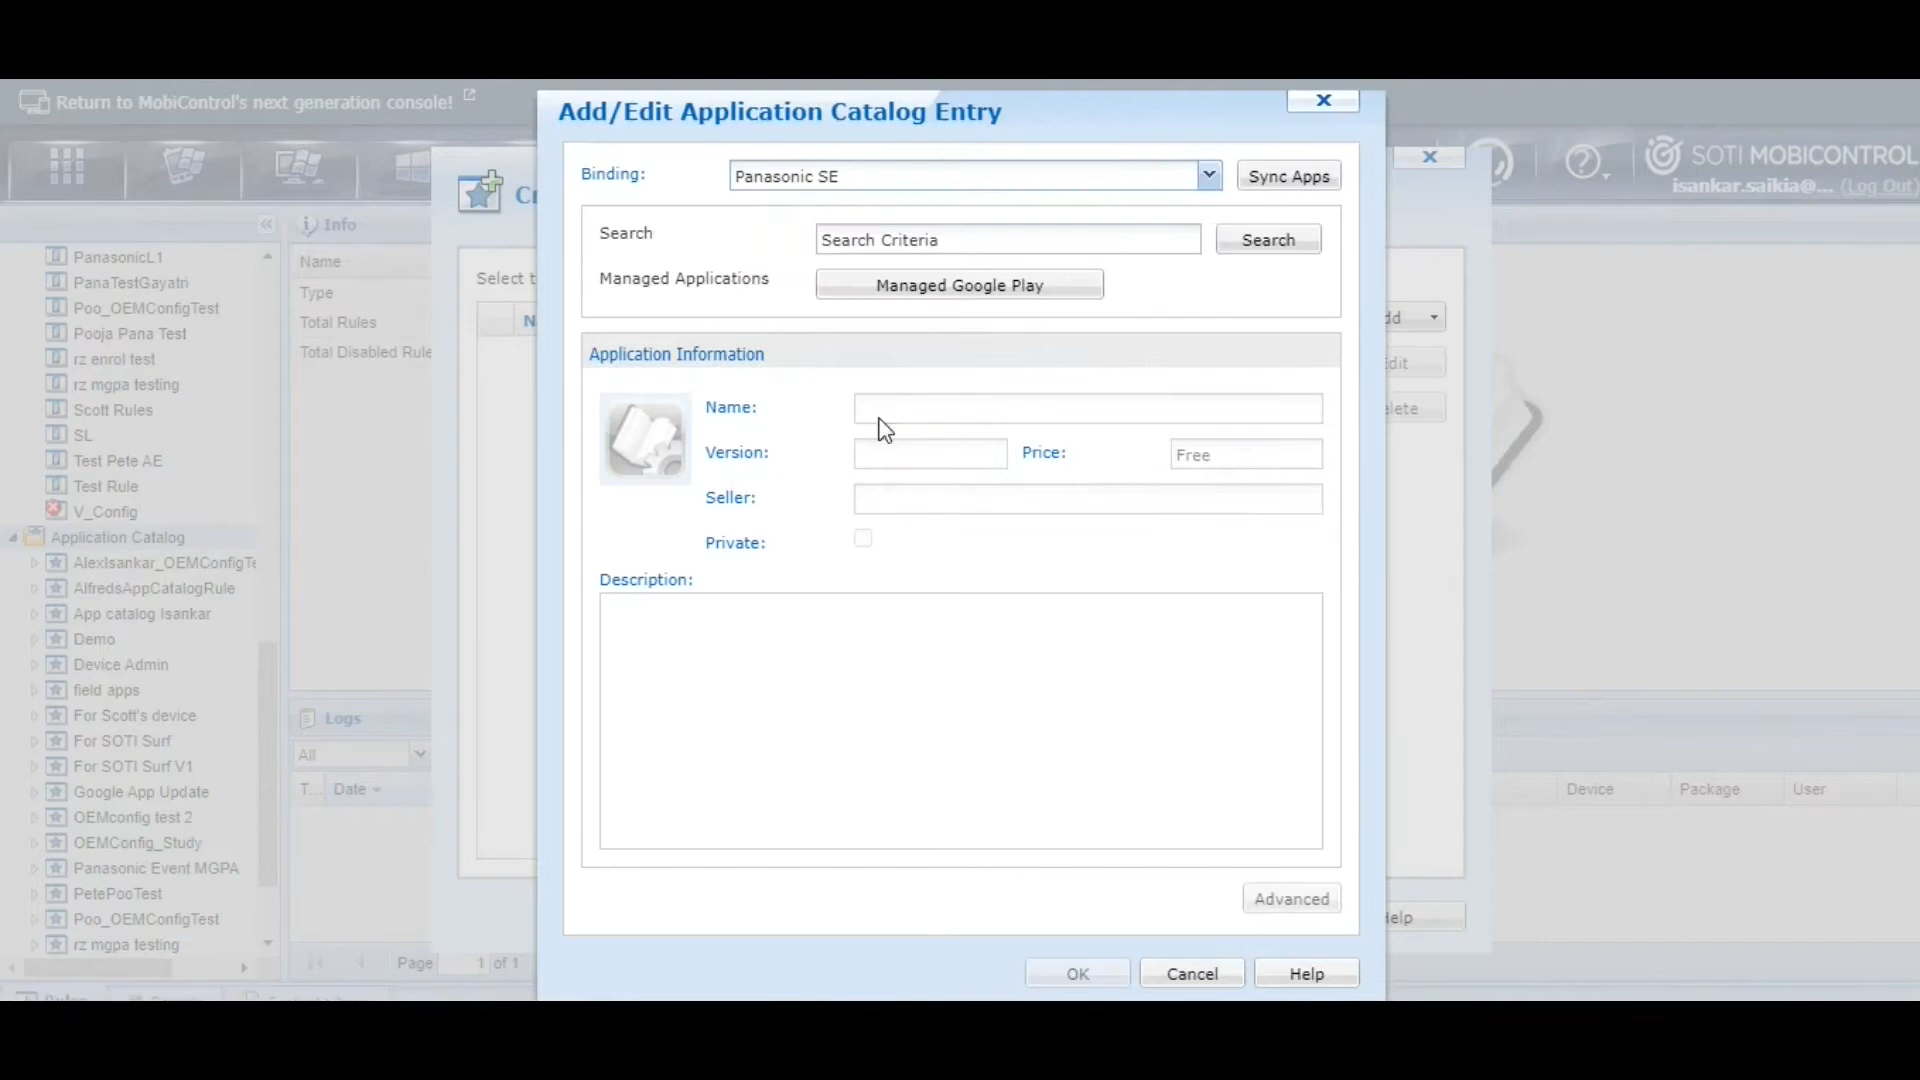 Return to MobiControl's next generation console!
SOTI MOBICONTROL
isankar.saikia@... (Log Out)
Info
Name
Type
Total Rules
Total Disabled Rule
PanasonicL1
PanaTestGayatri
Poo_OEMConfigTest
Pooja Pana Test
rz enrol test
rz mgpa testing
Scott Rules
SL
Test Pete AE
Test Rule
V_Config
Application Catalog
AlexIsankar_OEMConfigTe
AlfredsAppCatalogRule
App catalog Isankar
Demo
Device Admin
field apps
For Scott's device
For SOTI Surf
For SOTI Surf V1
Google App Update
OEMconfig test 2
OEMConfig_Study
Panasonic Event MGPA
PetePooTest
Poo_OEMConfigTest
rz mgpa testing
Logs
All
T... Date
Page 1 of 1
Select t
Add/Edit Application Catalog Entry
Binding: Panasonic SE Sync Apps
Search Search Criteria Search
Managed Applications Managed Google Play
Application Information
Name:
Version: Price: Free
Seller:
Private:
Description:
Advanced
OK Cancel Help
Device Package User